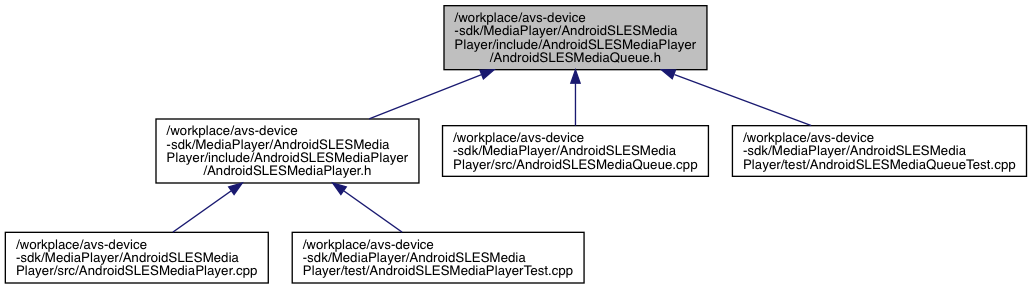 /workplace/avs-device
-sdk/MediaPlayer/AndroidSLESMedia
Player/include/AndroidSLESMediaPlayer
/AndroidSLESMediaQueue.h
/workplace/avs-device
-sdk/MediaPlayer/AndroidSLESMedia
Player/include/AndroidSLESMediaPlayer
/AndroidSLESMediaPlayer.h
/workplace/avs-device
-sdk/MediaPlayer/AndroidSLESMedia
Player/src/AndroidSLESMediaQueue.cpp
/workplace/avs-device
-sdk/MediaPlayer/AndroidSLESMedia
Player/test/AndroidSLESMediaQueueTest.cpp
/workplace/avs-device
-sdk/MediaPlayer/AndroidSLESMedia
Player/src/AndroidSLESMediaPlayer.cpp
/workplace/avs-device
-sdk/MediaPlayer/AndroidSLESMedia
Player/test/AndroidSLESMediaPlayerTest.cpp